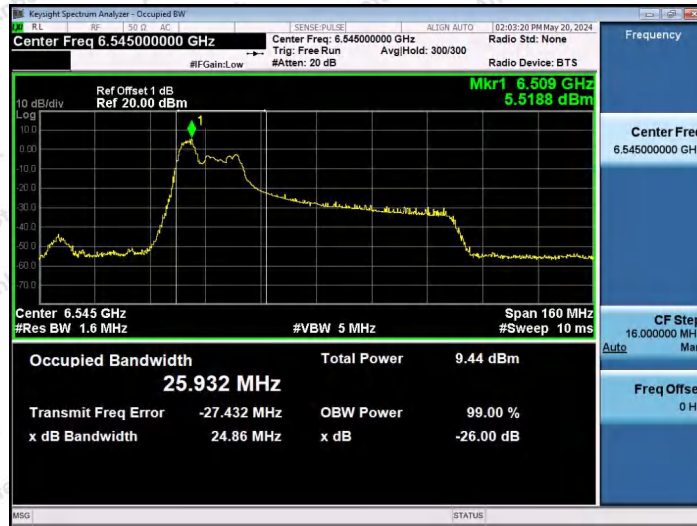 Keysight Spectrum Analyzer - Occupied BW
RL RF 50 Ω AC SENSE:PULSE ALIGN AUTO 02:03:20 PM May 20, 2024
Center Freq 6.545000000 GHz Center Freq: 6.545000000 GHz Radio Std: None
Trig: Free Run Avg|Hold: 300/300
#IFGain:Low #Atten: 20 dB Radio Device: BTS
Frequency
Mkr1 6.509 GHz
5.5188 dBm
Ref Offset 1 dB
10 dB/div Ref 20.00 dBm
Log
1
10.0
0.00
-10.0
-20.0
-30.0
-40.0
-50.0
-60.0
-70.0
Center 6.545 GHz Span 160 MHz
#Res BW 1.6 MHz #VBW 5 MHz #Sweep 10 ms
Occupied Bandwidth Total Power 9.44 dBm
25.932 MHz
Transmit Freq Error -27.432 MHz OBW Power 99.00 %
x dB Bandwidth 24.86 MHz x dB -26.00 dB
Center Fre
6.545000000 GH
CF Step
16.000000 MH
Auto Ma
Freq Offse
0 H
MSG STATUS